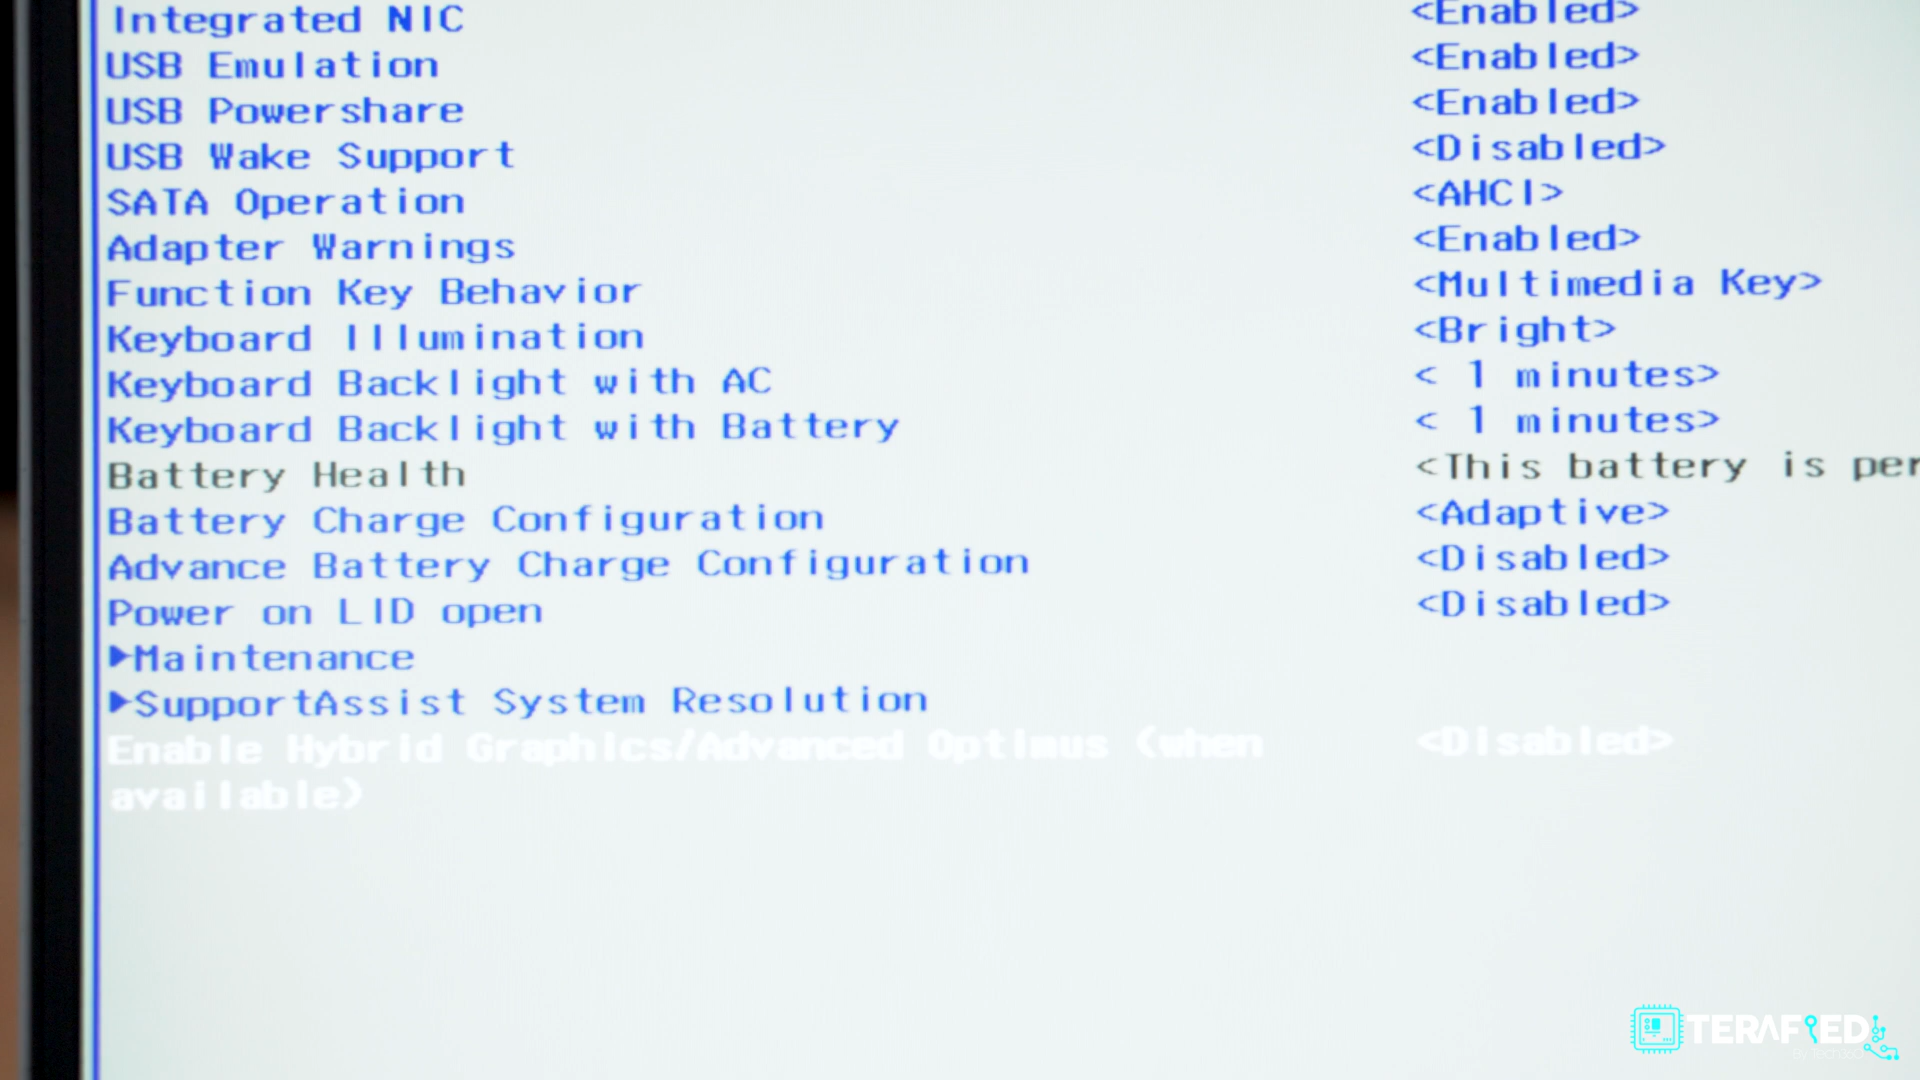 Integrated NIC <Enabled>
USB Emulation <Enabled>
USB Powershare <Enabled>
USB Wake Support <Disabled>
SATA Operation <AHCI>
Adapter Warnings <Enabled>
Function Key Behavior <Multimedia Key>
Keyboard Illumination <Bright>
Keyboard Backlight with AC < 1 minutes>
Keyboard Backlight with Battery < 1 minutes>
Battery Health <This battery is per
Battery Charge Configuration <Adaptive>
Advance Battery Charge Configuration <Disabled>
Power on LID open <Disabled>
▶Maintenance
▶SupportAssist System Resolution
Enable Hybrid Graphics/Advanced Optimus (when <Disabled>
available)
TERAFIED